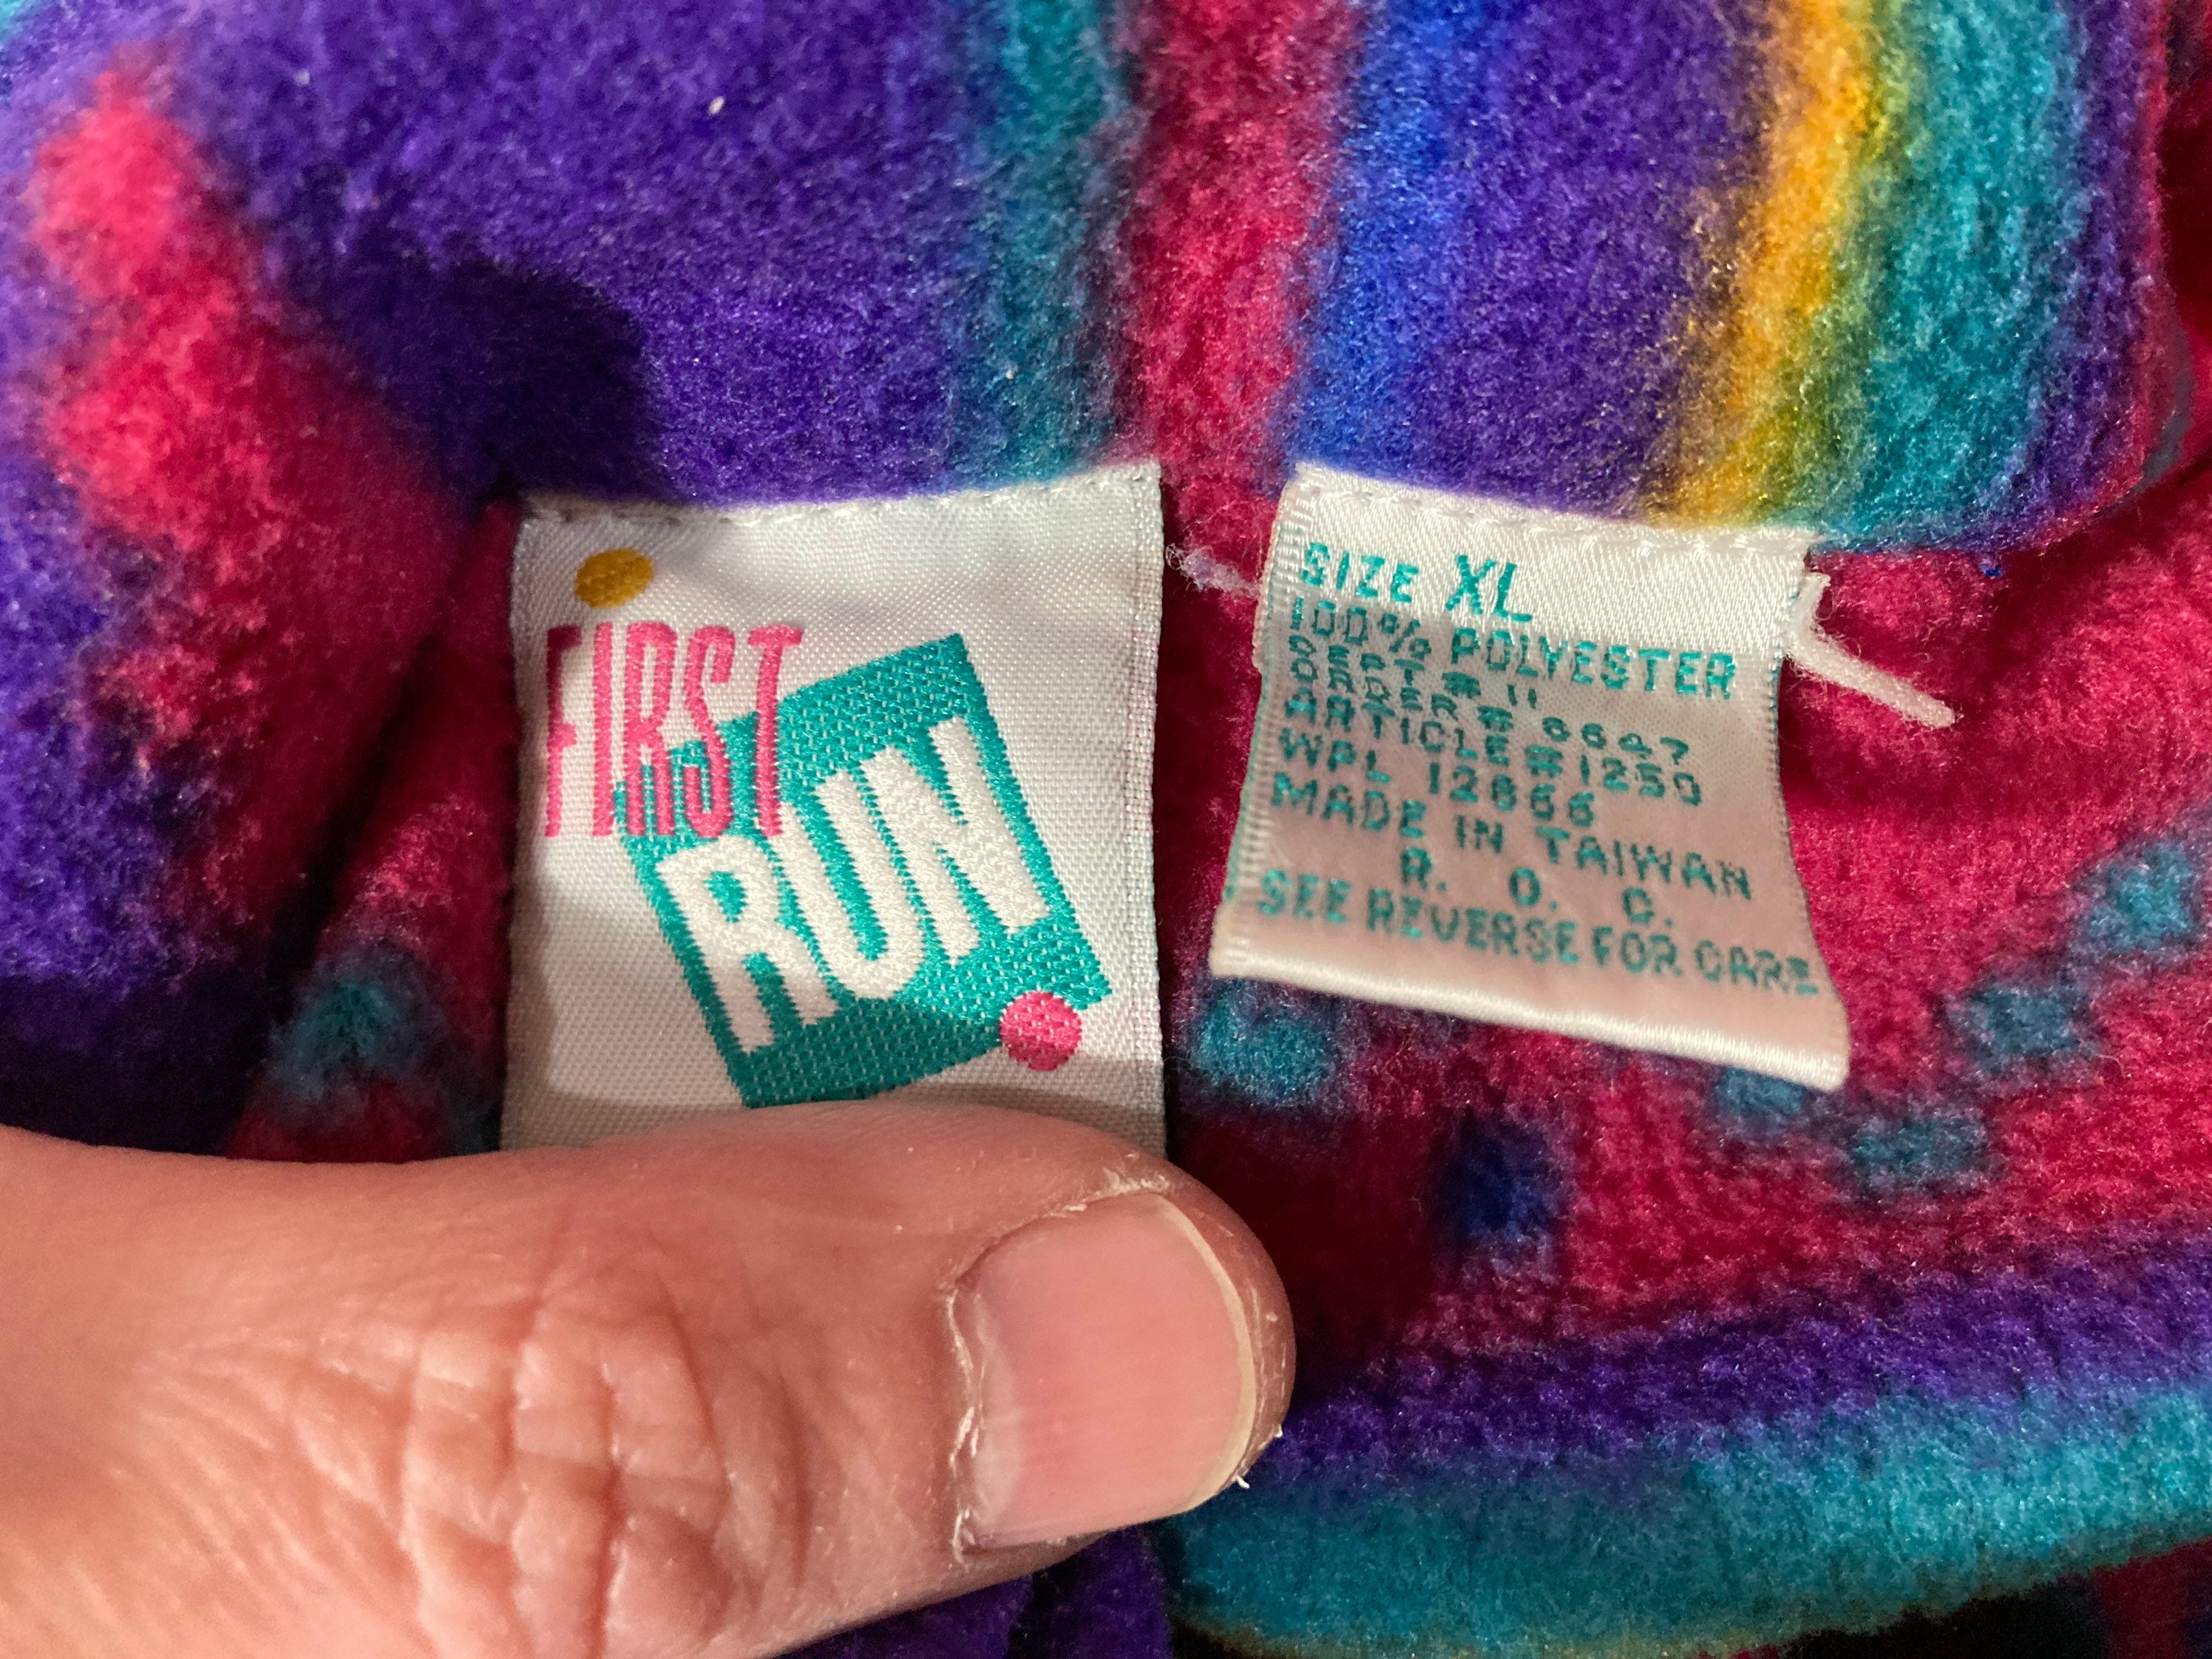 FIRST
RUN
SIZE XL
100% POLYESTER
DEPT# 11
ORDER# 6647
ARTICLE#1250
WPL 12866
MADE IN TAIWAN
R. O. C.
SEE REVERSE FOR CARE